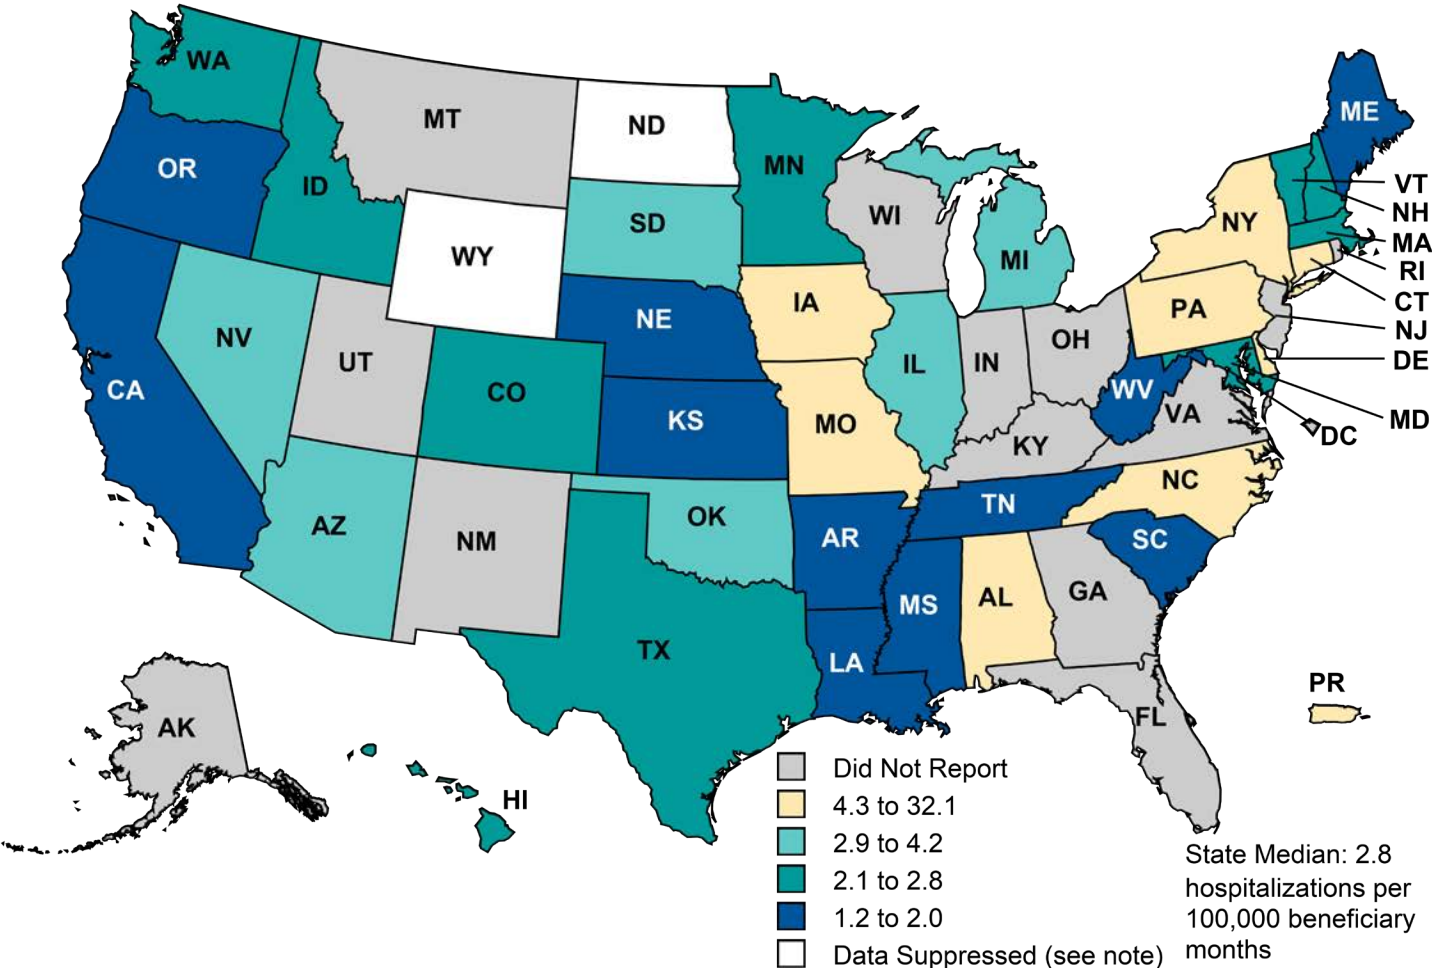 WA
MT
ND
MN
ME
OR
ID
SD
WI
MI
NY
VT
NH
MA
RI
CT
NJ
DE
MD
DC
WY
NE
IA
PA
NV
UT
CO
KS
MO
IL
IN
OH
WV
VA
KY
CA
AZ
NM
OK
AR
TN
NC
SC
MS
AL
GA
TX
LA
FL
AK
HI
PR
Did Not Report
4.3 to 32.1
2.9 to 4.2
2.1 to 2.8
1.2 to 2.0
Data Suppressed (see note)
State Median: 2.8
hospitalizations per
100,000 beneficiary
months